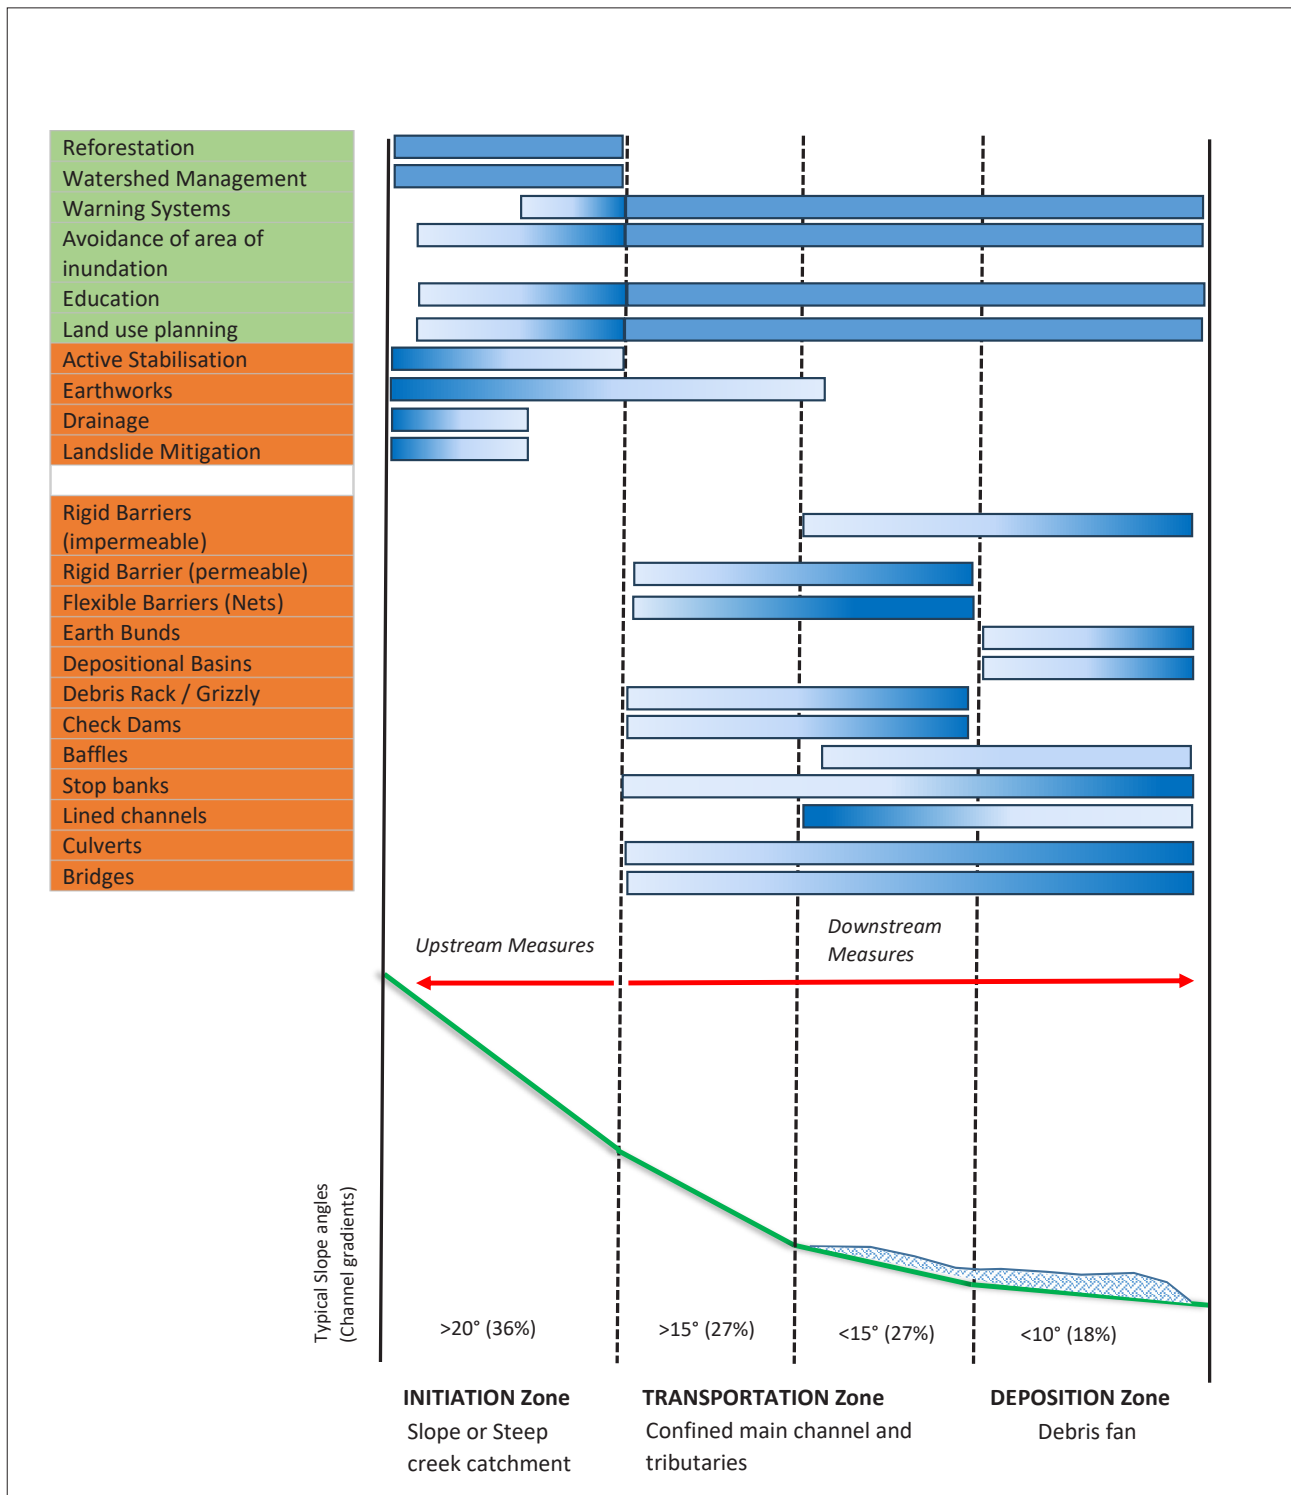 Reforestation
Watershed Management
Warning Systems
Avoidance of area of
inundation
Education
Land use planning
Active Stabilisation
Earthworks
Drainage
Landslide Mitigation
Rigid Barriers
(impermeable)
Rigid Barrier (permeable)
Flexible Barriers (Nets)
Earth Bunds
Depositional Basins
Debris Rack / Grizzly
Check Dams
Baffles
Stop banks
Lined channels
Culverts
Bridges
Upstream Measures
Downstream
Measures
Typical Slope angles
(Channel gradients)
>20° (36%)
>15° (27%)
<15° (27%)
<10° (18%)
INITIATION Zone
Slope or Steep
creek catchment
TRANSPORTATION Zone
Confined main channel and
tributaries
DEPOSITION Zone
Debris fan